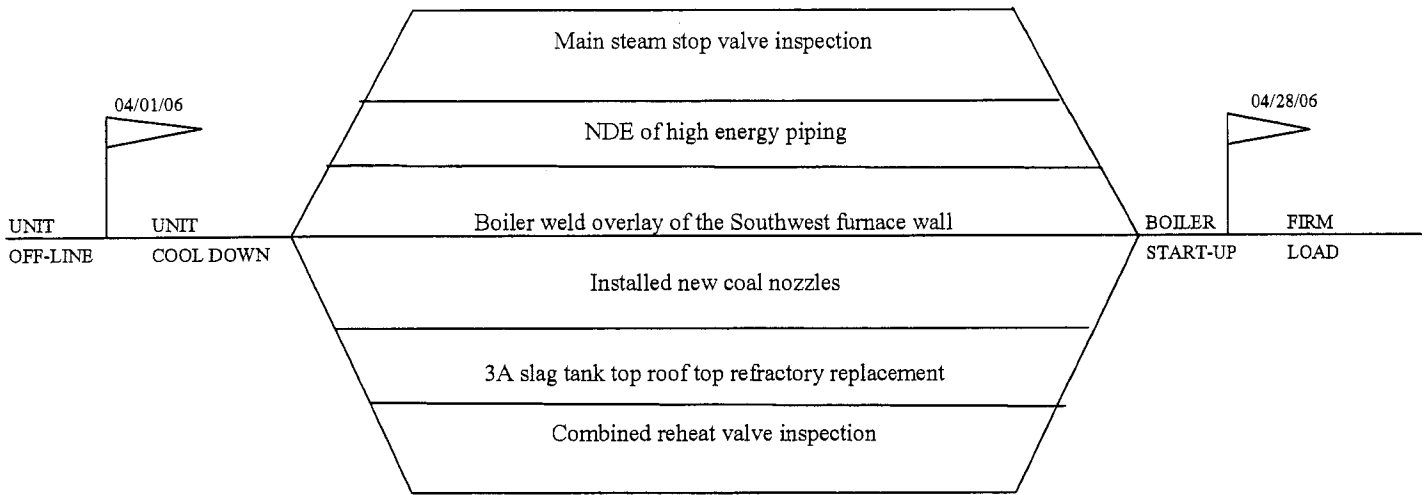 Main steam stop valve inspection
04/01/06
04/28/06
NDE of high energy piping
UNIT UNIT Boiler weld overlay of the Southwest furnace wall BOILER FIRM
OFF-LINE COOL DOWN START-UP LOAD
Installed new coal nozzles
3A slag tank top roof top refractory replacement
Combined reheat valve inspection